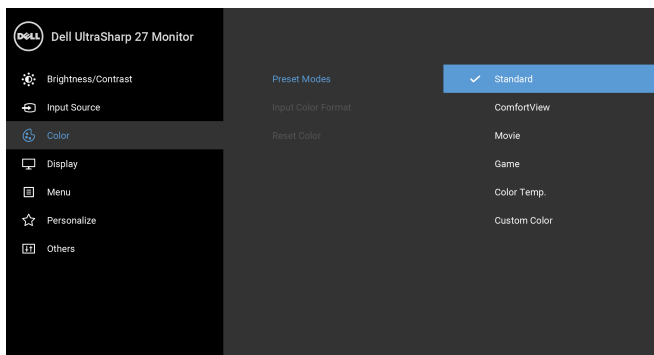 DELL Dell UltraSharp 27 Monitor
Brightness/Contrast Preset Modes Standard
Input Source Input Color Format ComfortView
Color Reset Color Movie
Display Game
Menu Color Temp.
Personalize Custom Color
Others